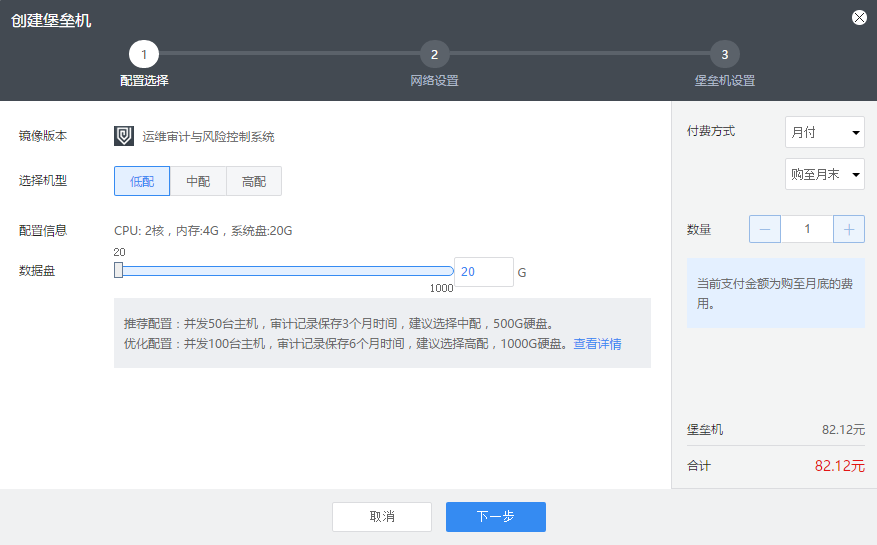 创建堡垒机
1
2
3
配置选择
网络设置
堡垒机设置
镜像版本
运维审计与风险控制系统
选择机型
低配
中配
高配
配置信息
CPU: 2核，内存:4G，系统盘:20G
数据盘
20
1000
20
G
推荐配置：并发50台主机，审计记录保存3个月时间，建议选择中配，500G硬盘。
优化配置：并发100台主机，审计记录保存6个月时间，建议选择高配，1000G硬盘。查看详情
付费方式
月付
购至月末
数量
1
当前支付金额为购至月底的费
用。
堡垒机
82.12元
合计
82.12元
取消
下一步